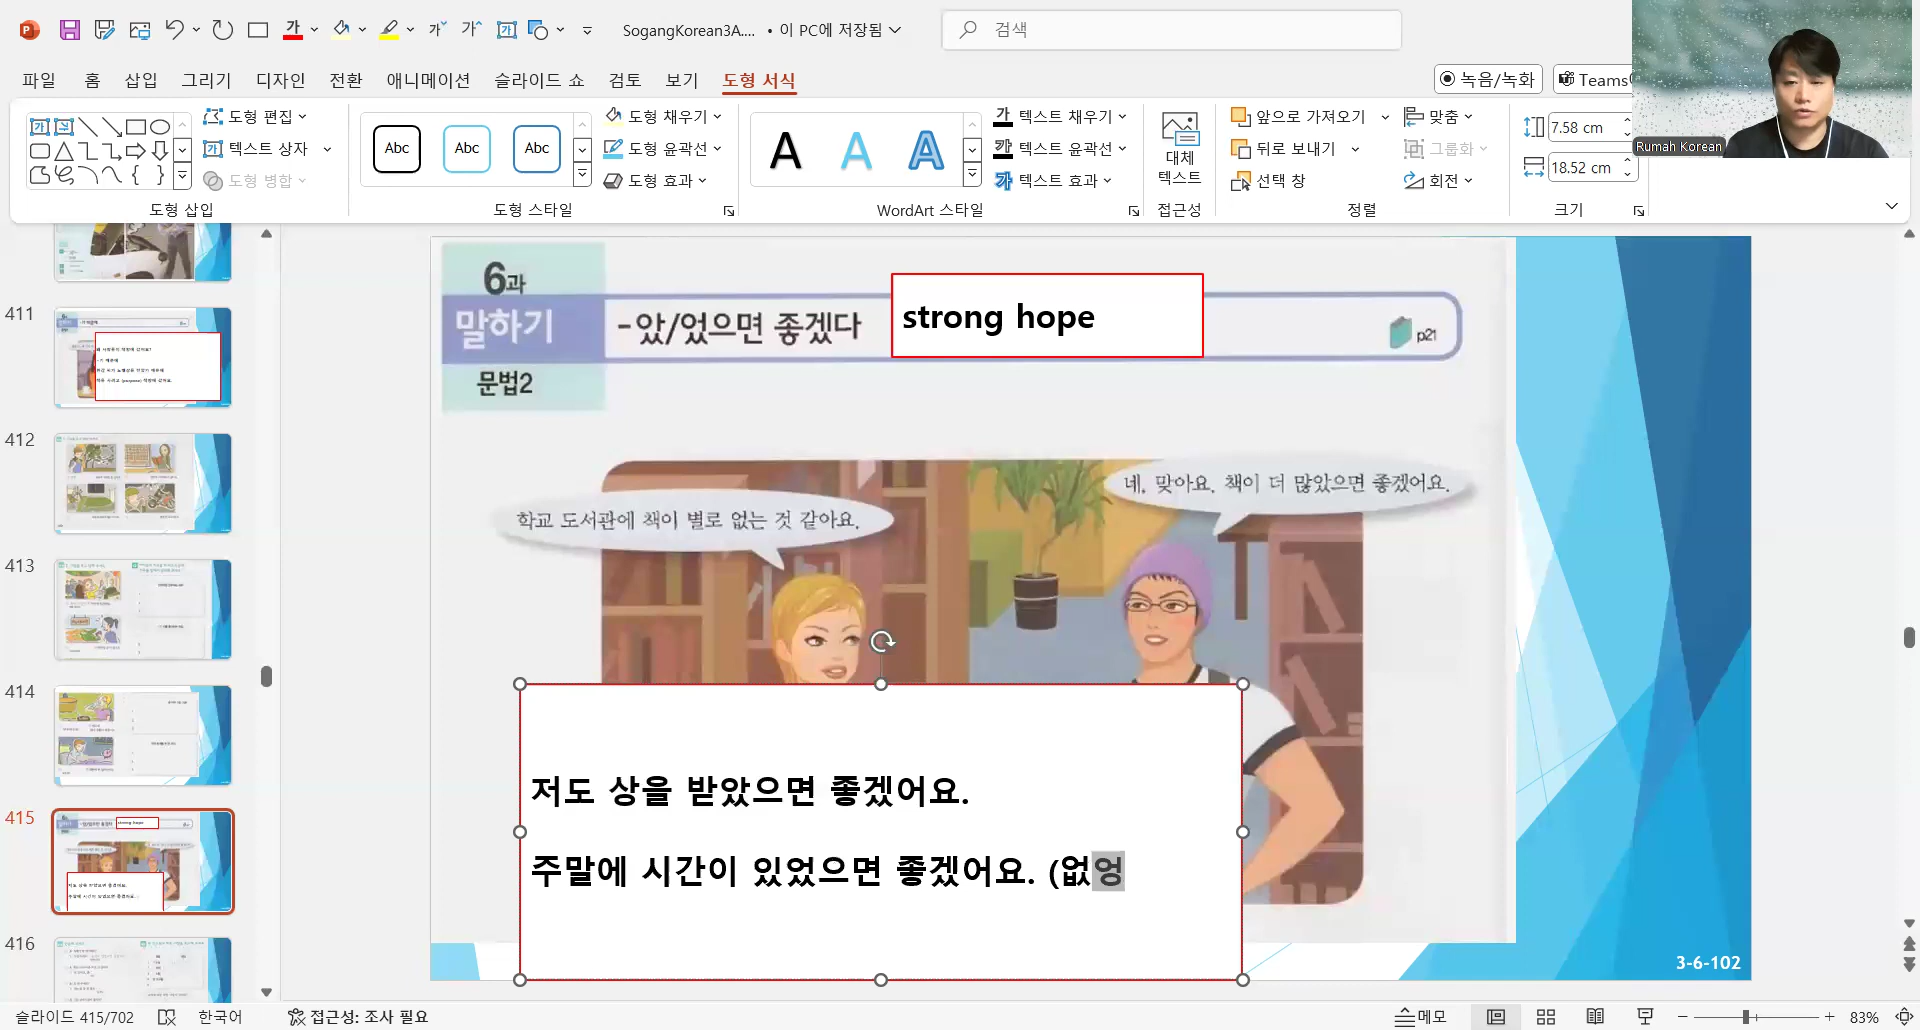 SogangKorean3A.... • 이 PC에 저장됨
검색
파일 홈 삽입 그리기 디자인 전환 애니메이션 슬라이드 쇼 검토 보기 도형 서식
녹음/녹화
Teams
Rumah Korean
도형 편집
텍스트 상자
도형 병합
도형 삽입
Abc Abc Abc
도형 채우기
도형 윤곽선
도형 효과
도형 스타일
A A A
텍스트 채우기
텍스트 윤곽선
텍스트 효과
WordArt 스타일
대체
텍스트
접근성
앞으로 가져오기
뒤로 보내기
선택 창
맞춤
그룹화
회전
정렬
7.58 cm
18.52 cm
크기
411
412
413
414
415
416
6과
말하기
문법2
-았/었으면 좋겠다
strong hope
p21
학교 도서관에 책이 별로 없는 것 같아요.
네, 맞아요. 책이 더 많았으면 좋겠어요.
저도 상을 받았으면 좋겠어요.
주말에 시간이 있었으면 좋겠어요. (없엉
3-6-102
슬라이드 415/702
한국어
접근성: 조사 필요
메모
83%